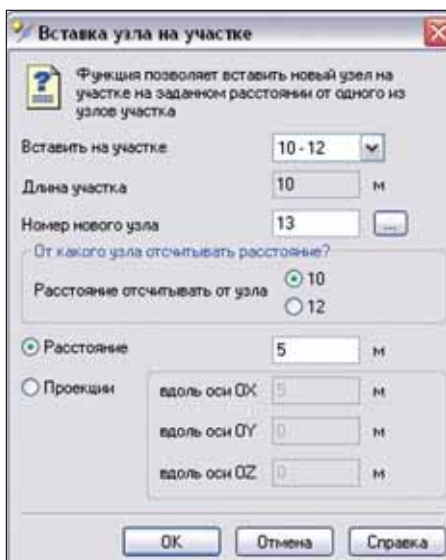 Вставка узла на участке
Функция позволяет вставить новый узел на
участке на заданном расстоянии от одного из
узлов участка
Вставить на участке 10 - 12
Длина участка 10 м
Номер нового узла 13 ...
От какого узла отсчитывать расстояние?
Расстояние отсчитывать от узла 10
12
Расстояние 5 м
Проекции вдоль оси OX 5 м
вдоль оси OY 0 м
вдоль оси OZ 0 м
OK Отмена Справка